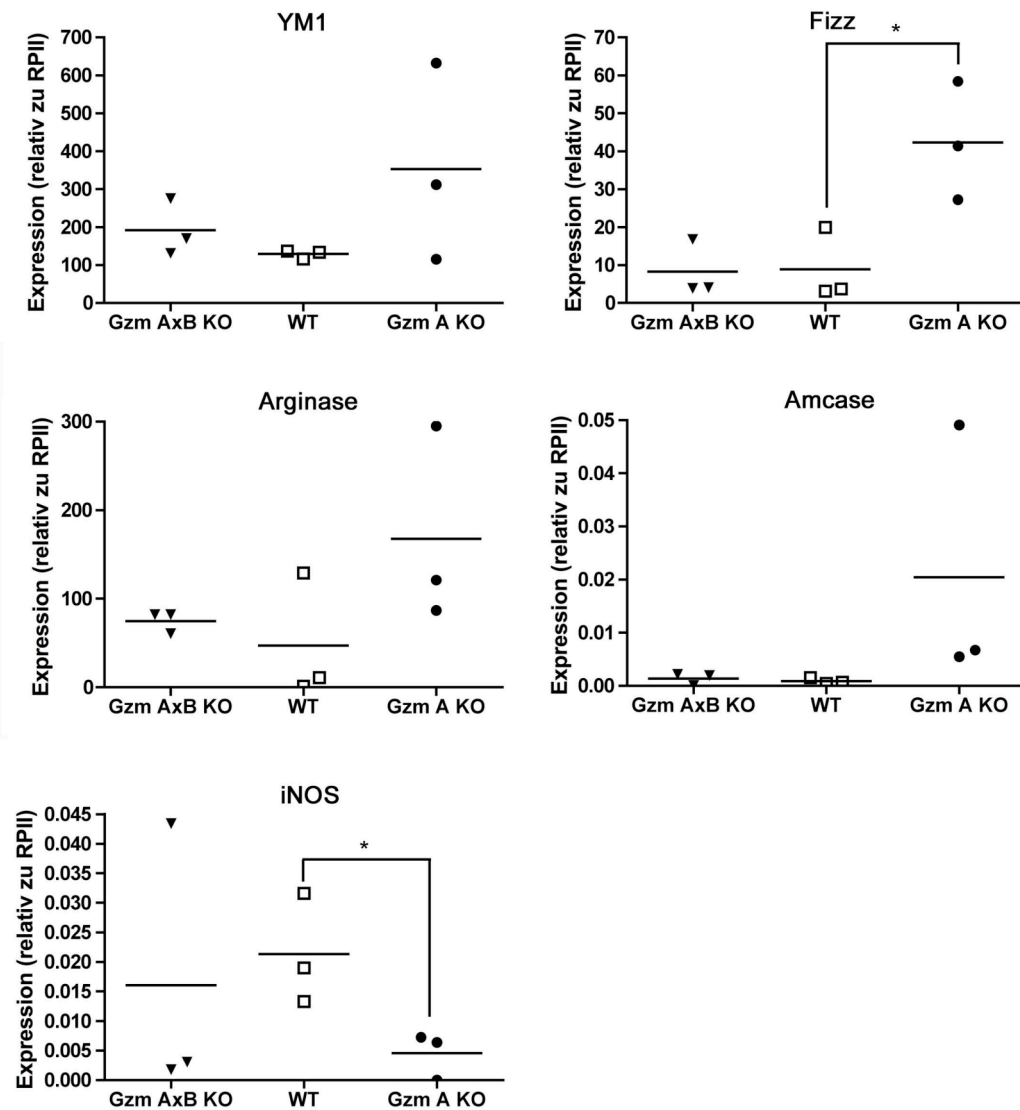 YM1
Expression (relativ zu RPII)
700
600
500
400
300
200
100
0
Gzm AxB KO WT Gzm A KO
Fizz
*
Expression (relativ zu RPII)
70
60
50
40
30
20
10
0
Gzm AxB KO WT Gzm A KO
Arginase
Expression (relativ zu RPII)
300
200
100
0
Gzm AxB KO WT Gzm A KO
Amcase
Expression (relativ zu RPII)
0.05
0.04
0.03
0.02
0.01
0.00
Gzm AxB KO WT Gzm A KO
iNOS
*
Expression (relativ zu RPII)
0.045
0.040
0.035
0.030
0.025
0.020
0.015
0.010
0.005
0.000
Gzm AxB KO WT Gzm A KO